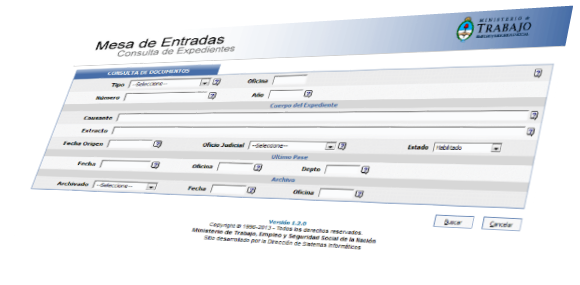 MINISTERIO de
TRABAJO
Mesa de Entradas
Consulta de Expedientes
CONSULTA DE DOCUMENTOS
Tipo --Seleccione-- Oficina
Número Año
Cuerpo del Expediente
Causante
Extracto
Fecha Origen Oficio Judicial --Seleccione-- Estado Habilitado
Ultimo Pase
Fecha Oficina Depto
Archivo
Archivado --Seleccione-- Fecha Oficina
Buscar Cancelar
Versión 1.2.0
Copyright © 1998-2013 - Todos los derechos reservados.
Ministerio de Trabajo, Empleo y Seguridad Social de la Nación
Sitio desarrollado por la Dirección de Sistemas Informáticos